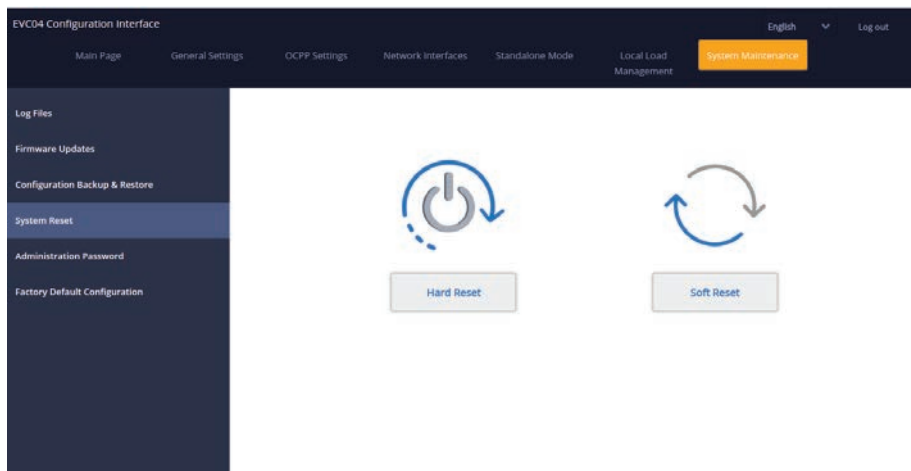 EVC04 Configuration Interface
English
Log out
Main Page
General Settings
OCPP Settings
Network Interfaces
Standalone Mode
Local Load
Management
System Maintenance
Log Files
Firmware Updates
Configuration Backup & Restore
System Reset
Administration Password
Factory Default Configuration
Hard Reset
Soft Reset